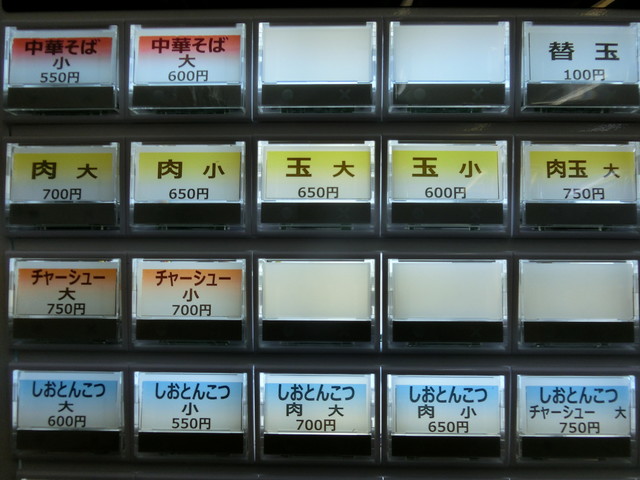 中華そば
小
550円
中華そば
大
600円
替 玉
100円
肉 大
700円
肉 小
650円
玉 大
650円
玉 小
600円
肉玉 大
750円
チャーシュー
大
750円
チャーシュー
小
700円
しおとんこつ
大
600円
しおとんこつ
小
550円
しおとんこつ
肉 大
700円
しおとんこつ
肉 小
650円
しおとんこつ
チャーシュー 大
750円